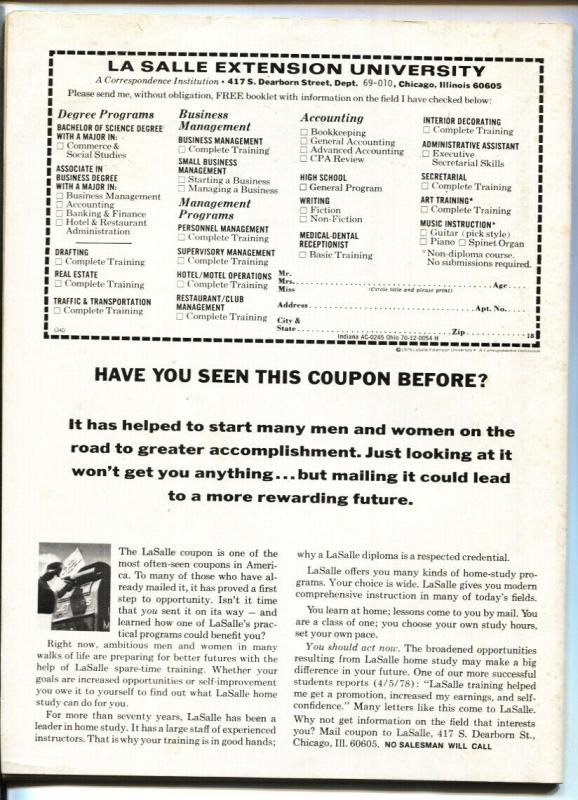 LA SALLE EXTENSION UNIVERSITY
A Correspondence Institution • 417 S. Dearborn Street, Dept. 69-010, Chicago, Illinois 60605
Please send me, without obligation, FREE booklet with information on the field I have checked below:
Degree Programs
BACHELOR OF SCIENCE DEGREE
WITH A MAJOR IN:
☐ Commerce &
Social Studies
ASSOCIATE IN
BUSINESS DEGREE
WITH A MAJOR IN:
☐ Business Management
☐ Accounting
☐ Banking & Finance
☐ Hotel & Restaurant
Administration
DRAFTING
☐ Complete Training
REAL ESTATE
☐ Complete Training
TRAFFIC & TRANSPORTATION
☐ Complete Training
Business
Management
BUSINESS MANAGEMENT
☐ Complete Training
SMALL BUSINESS
MANAGEMENT
☐ Starting a Business
☐ Managing a Business
Management
Programs
PERSONNEL MANAGEMENT
☐ Complete Training
SUPERVISORY MANAGEMENT
☐ Complete Training
HOTEL/MOTEL OPERATIONS
☐ Complete Training
RESTAURANT/CLUB
MANAGEMENT
☐ Complete Training
Accounting
☐ Bookkeeping
☐ General Accounting
☐ Advanced Accounting
☐ CPA Review
HIGH SCHOOL
☐ General Program
WRITING
☐ Fiction
☐ Non-Fiction
MEDICAL-DENTAL
RECEPTIONIST
☐ Basic Training
INTERIOR DECORATING
☐ Complete Training
ADMINISTRATIVE ASSISTANT
☐ Executive
Secretarial Skills
SECRETARIAL
☐ Complete Training
ART TRAINING*
☐ Complete Training
MUSIC INSTRUCTION*
☐ Guitar (pick style)
☐ Piano ☐ Spinet Organ
*Non-diploma course.
No submissions required.
Mr.
Mrs. Age
Miss (Circle title and please print)
Address Apt. No.
City &
State Zip 18
Indiana AC-0245 Ohio 70-12-0054 H
LaSalle Extension University • A Correspondence Institution
HAVE YOU SEEN THIS COUPON BEFORE?
It has helped to start many men and women on the
road to greater accomplishment. Just looking at it
won't get you anything...but mailing it could lead
to a more rewarding future.
The LaSalle coupon is one of the
most often-seen coupons in Ameri-
ca. To many of those who have al-
ready mailed it, it has proved a first
step to opportunity. Isn't it time
that you sent it on its way — and
learned how one of LaSalle's prac-
tical programs could benefit you?
Right now, ambitious men and women in many
walks of life are preparing for better futures with the
help of LaSalle spare-time training. Whether your
goals are increased opportunities or self-improvement
you owe it to yourself to find out what LaSalle home
study can do for you.
For more than seventy years, LaSalle has been a
leader in home study. It has a large staff of experienced
instructors. That is why your training is in good hands;
why a LaSalle diploma is a respected credential.
LaSalle offers you many kinds of home-study pro-
grams. Your choice is wide. LaSalle gives you modern
comprehensive instruction in many of today's fields.
You learn at home; lessons come to you by mail. You
are a class of one; you choose your own study hours,
set your own pace.
You should act now. The broadened opportunities
resulting from LaSalle home study may make a big
difference in your future. One of our more successful
students reports (4/5/78): "LaSalle training helped
me get a promotion, increased my earnings, and self-
confidence." Many letters like this come to LaSalle.
Why not get information on the field that interests
you? Mail coupon to LaSalle, 417 S. Dearborn St.,
Chicago, Ill. 60605. NO SALESMAN WILL CALL